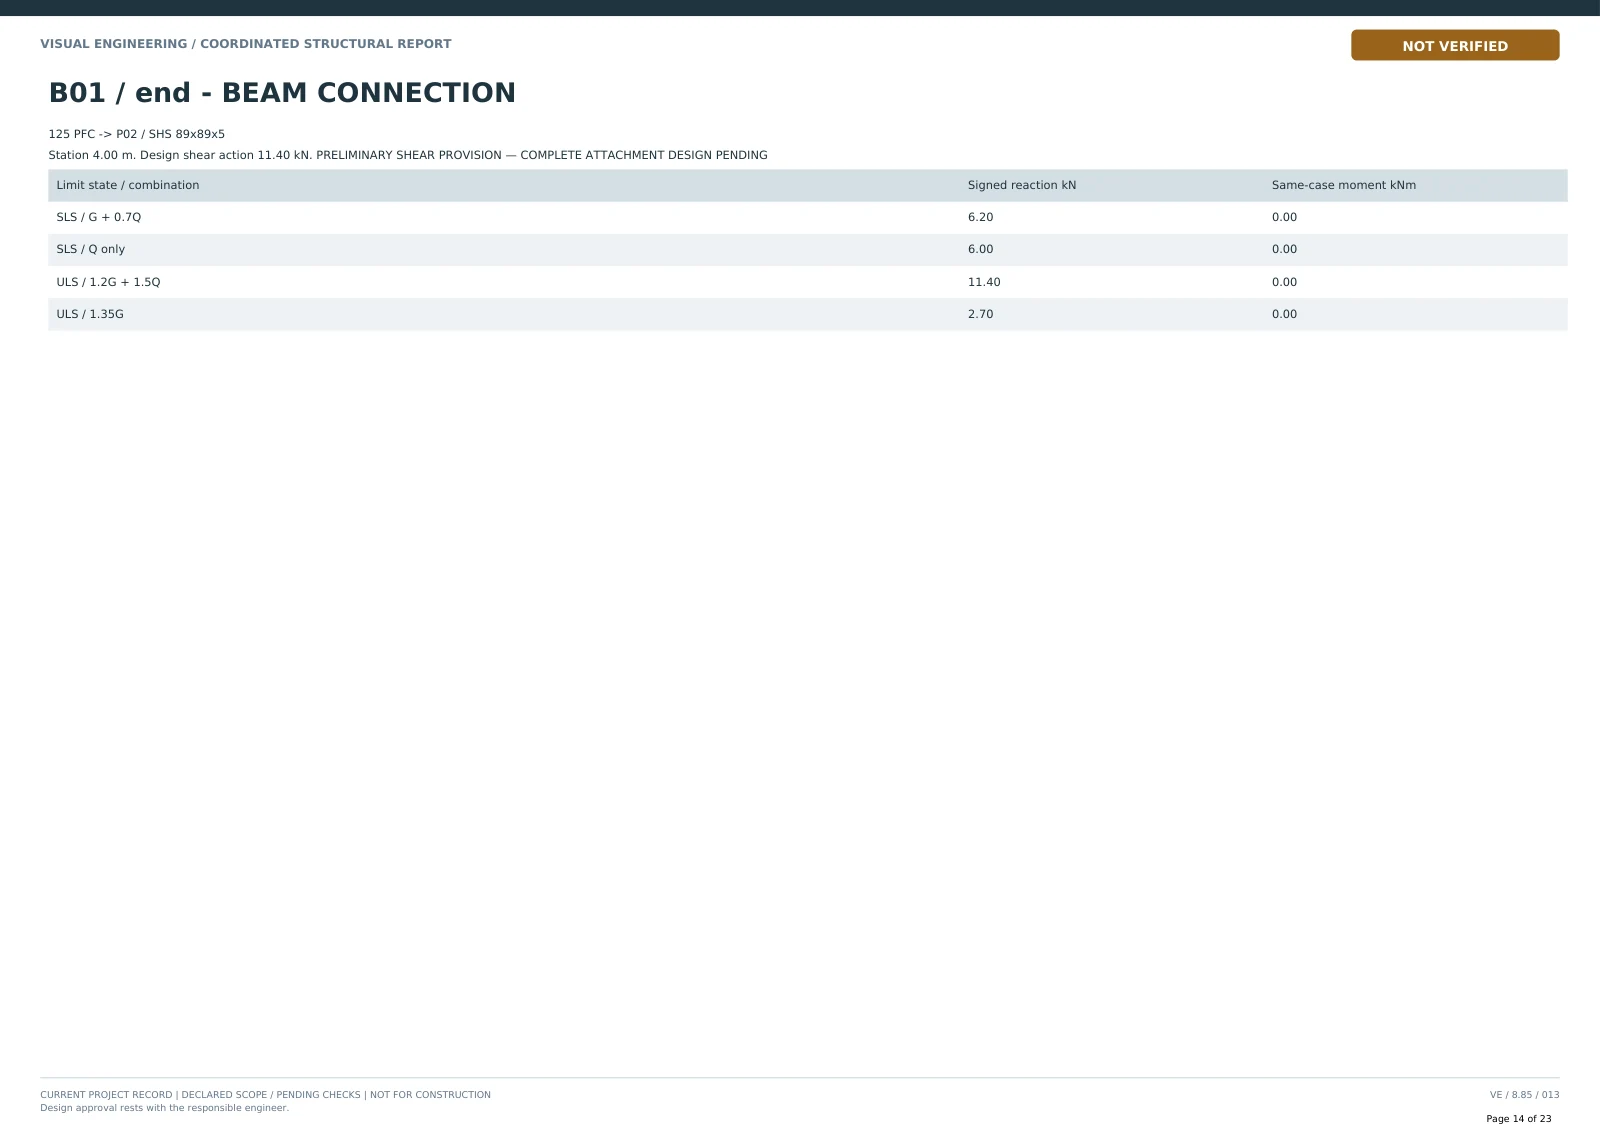 VISUAL ENGINEERING / COORDINATED STRUCTURAL REPORT
NOT VERIFIED
B01 / end - BEAM CONNECTION
125 PFC -> P02 / SHS 89x89x5
Station 4.00 m. Design shear action 11.40 kN. PRELIMINARY SHEAR PROVISION — COMPLETE ATTACHMENT DESIGN PENDING
Limit state / combination Signed reaction kN Same-case moment kNm
SLS / G + 0.7Q 6.20 0.00
SLS / Q only 6.00 0.00
ULS / 1.2G + 1.5Q 11.40 0.00
ULS / 1.35G 2.70 0.00
CURRENT PROJECT RECORD | DECLARED SCOPE / PENDING CHECKS | NOT FOR CONSTRUCTION
VE / 8.85 / 013
Design approval rests with the responsible engineer.
Page 14 of 23